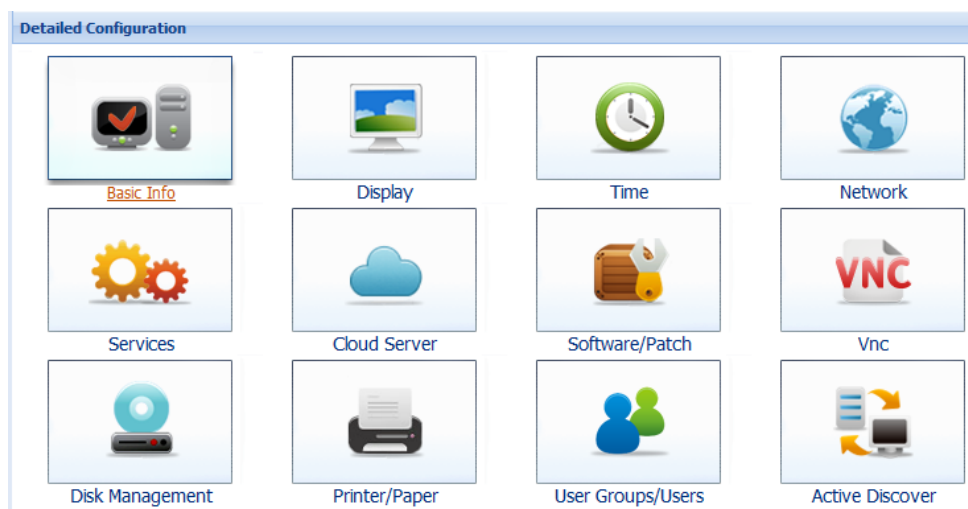 Detailed Configuration
Basic Info
Display
Time
Network
Services
Cloud Server
Software/Patch
VNC
Vnc
Disk Management
Printer/Paper
User Groups/Users
Active Discover